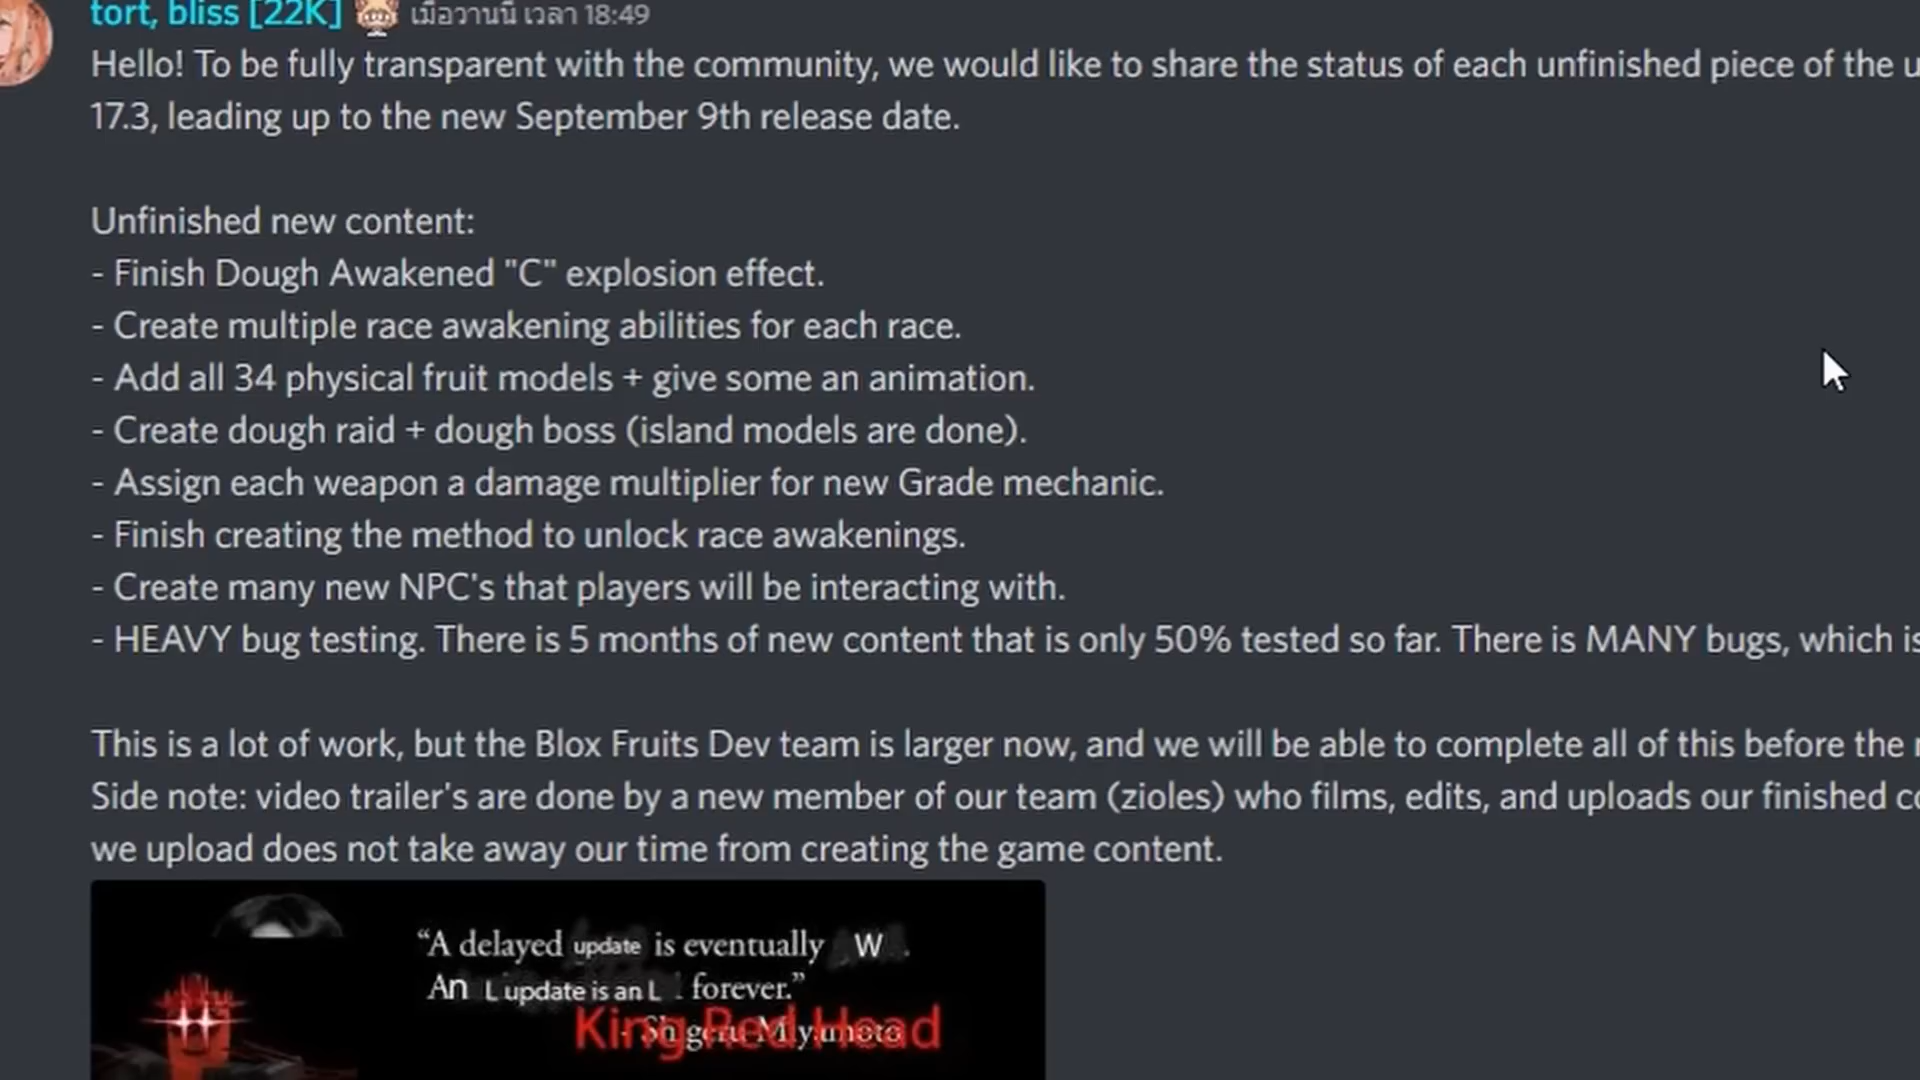 tort, bliss [22K] เมื่อวานนี้ เวลา 18:49
Hello! To be fully transparent with the community, we would like to share the status of each unfinished piece of the u
17.3, leading up to the new September 9th release date.
Unfinished new content:
- Finish Dough Awakened "C" explosion effect.
- Create multiple race awakening abilities for each race.
- Add all 34 physical fruit models + give some an animation.
- Create dough raid + dough boss (island models are done).
- Assign each weapon a damage multiplier for new Grade mechanic.
- Finish creating the method to unlock race awakenings.
- Create many new NPC's that players will be interacting with.
- HEAVY bug testing. There is 5 months of new content that is only 50% tested so far. There is MANY bugs, which is
This is a lot of work, but the Blox Fruits Dev team is larger now, and we will be able to complete all of this before the
Side note: video trailer's are done by a new member of our team (zioles) who films, edits, and uploads our finished co
we upload does not take away our time from creating the game content.
“A delayed update is eventually W .
An L update is an L forever.”
- Shigeru Miyamoto
King Red Head